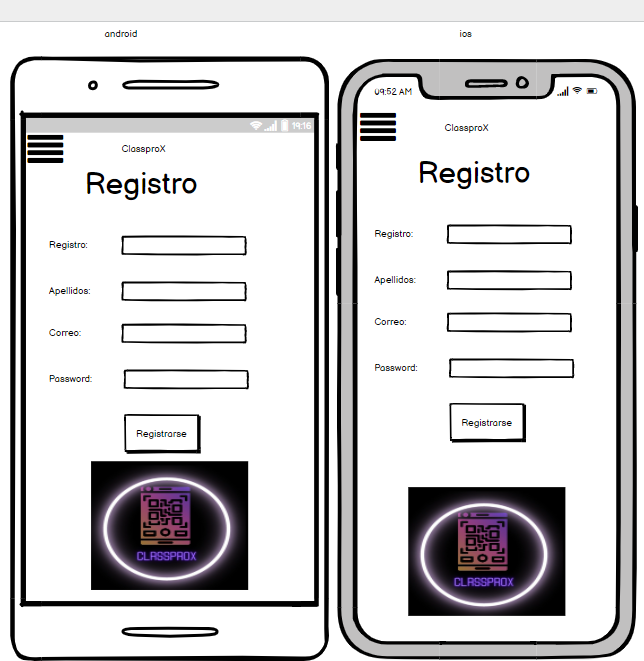 android
19:16
ClassproX
Registro
Registro:
Apellidos:
Correo:
Password:
Registrarse
CLASSPROX
ios
09:52 AM
ClassproX
Registro
Registro:
Apellidos:
Correo:
Password:
Registrarse
CLASSPROX